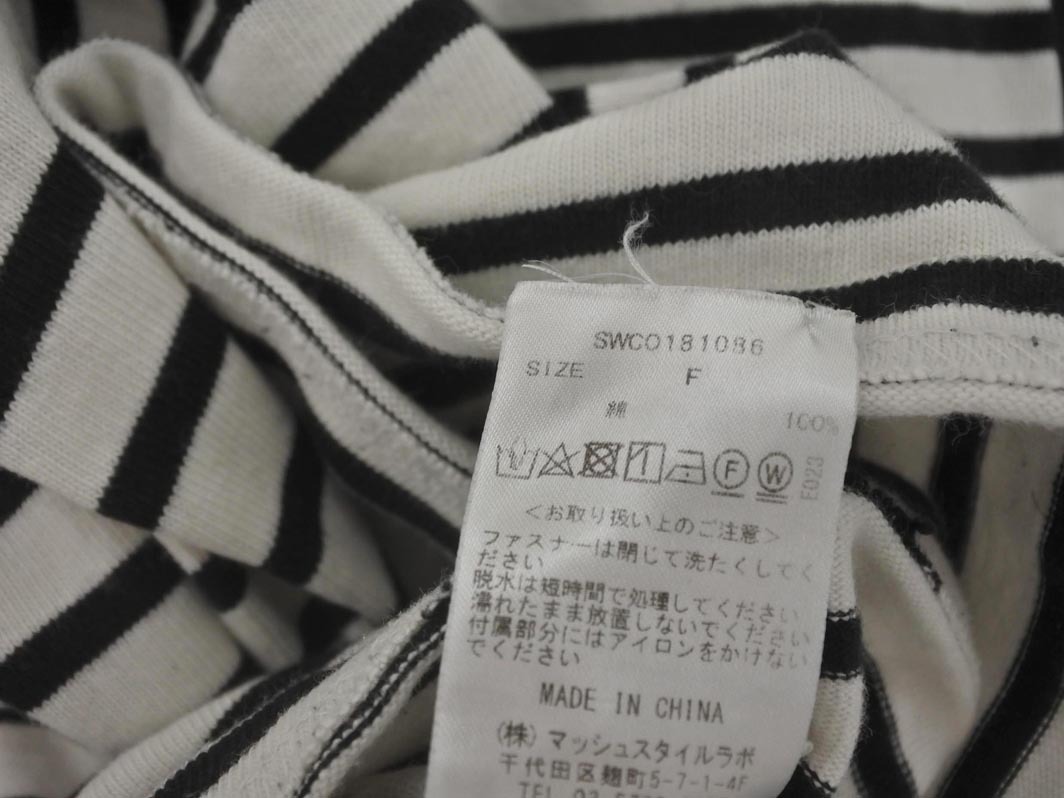 SWCO181086
SIZE F
綿 100%
F W
E023
＜お取り扱い上のご注意＞
ファスナーは閉じて洗たくしてく
ださい
脱水は短時間で処理してください
濡れたまま放置しないでください
付属部分にはアイロンをかけない
でください
MADE IN CHINA
(株) マッシュスタイルラボ
千代田区麹町5-7-1-4F
TEL 03-